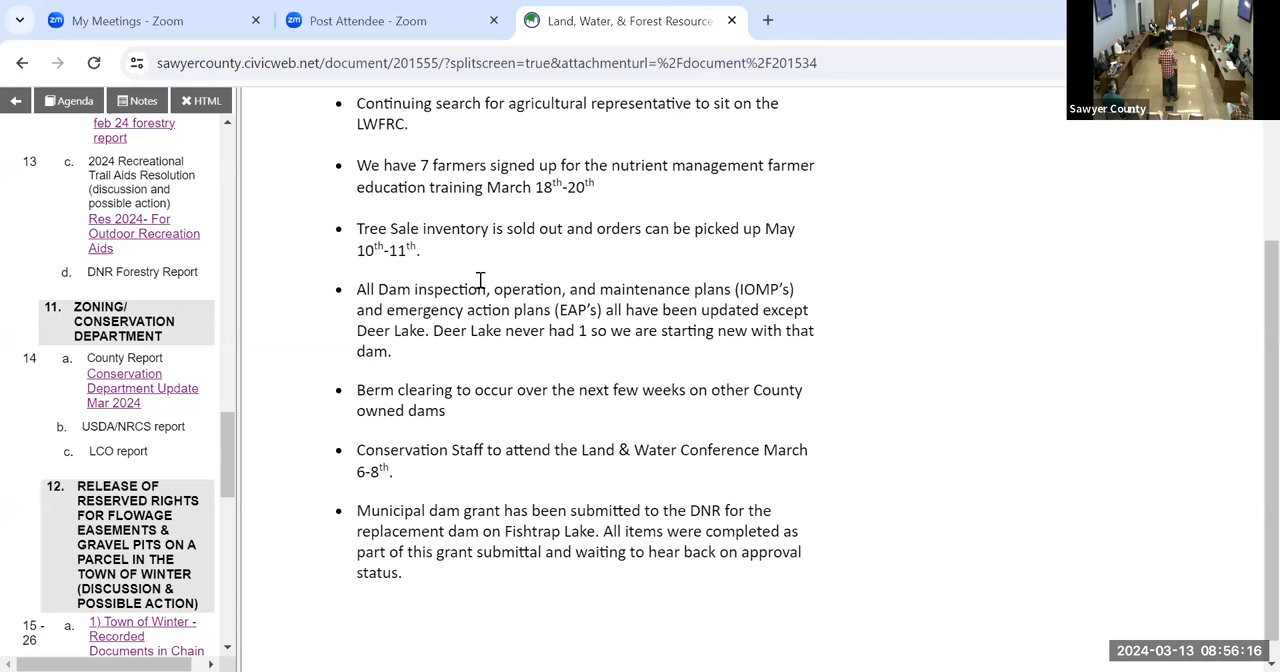 My Meetings - Zoom
Post Attendee - Zoom
Land, Water, & Forest Resource
sawyercounty.civicweb.net/document/201555/?splitscreen=true&attachmenturl=%2Fdocument%2F201534
Sawyer County
Agenda
Notes
HTML
feb 24 forestry
report
13 c. 2024 Recreational
Trail Aids Resolution
(discussion and
possible action)
Res 2024- For
Outdoor Recreation
Aids
d. DNR Forestry Report
11. ZONING/
CONSERVATION
DEPARTMENT
14 a. County Report
Conservation
Department Update
Mar 2024
b. USDA/NRCS report
c. LCO report
12. RELEASE OF
RESERVED RIGHTS
FOR FLOWAGE
EASEMENTS &
GRAVEL PITS ON A
PARCEL IN THE
TOWN OF WINTER
(DISCUSSION &
POSSIBLE ACTION)
15 - a. 1) Town of Winter -
26 Recorded
Documents in Chain
• Continuing search for agricultural representative to sit on the
LWFRC.
• We have 7 farmers signed up for the nutrient management farmer
education training March 18th-20th
• Tree Sale inventory is sold out and orders can be picked up May
10th-11th.
• All Dam inspection, operation, and maintenance plans (IOMP's)
and emergency action plans (EAP's) all have been updated except
Deer Lake. Deer Lake never had 1 so we are starting new with that
dam.
• Berm clearing to occur over the next few weeks on other County
owned dams
• Conservation Staff to attend the Land & Water Conference March
6-8th.
• Municipal dam grant has been submitted to the DNR for the
replacement dam on Fishtrap Lake. All items were completed as
part of this grant submittal and waiting to hear back on approval
status.
2024-03-13 08:56:16